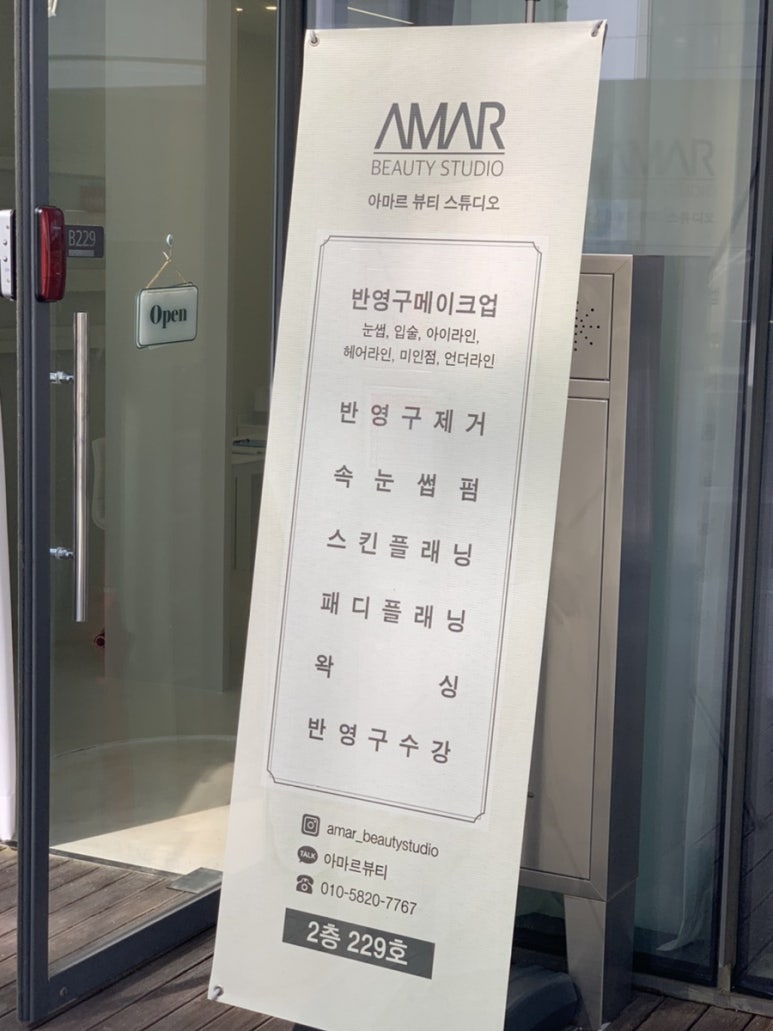 AMAR
BEAUTY STUDIO
아마르 뷰티 스튜디오
반영구메이크업
눈썹, 입술, 아이라인,
헤어라인, 미인점, 언더라인
반영구제거
속눈썹펌
스킨플래닝
패디플래닝
왁싱
반영구수강
amar_beautystudio
TALK 아마르뷰티
010-5820-7767
2층 229호
B229
Open